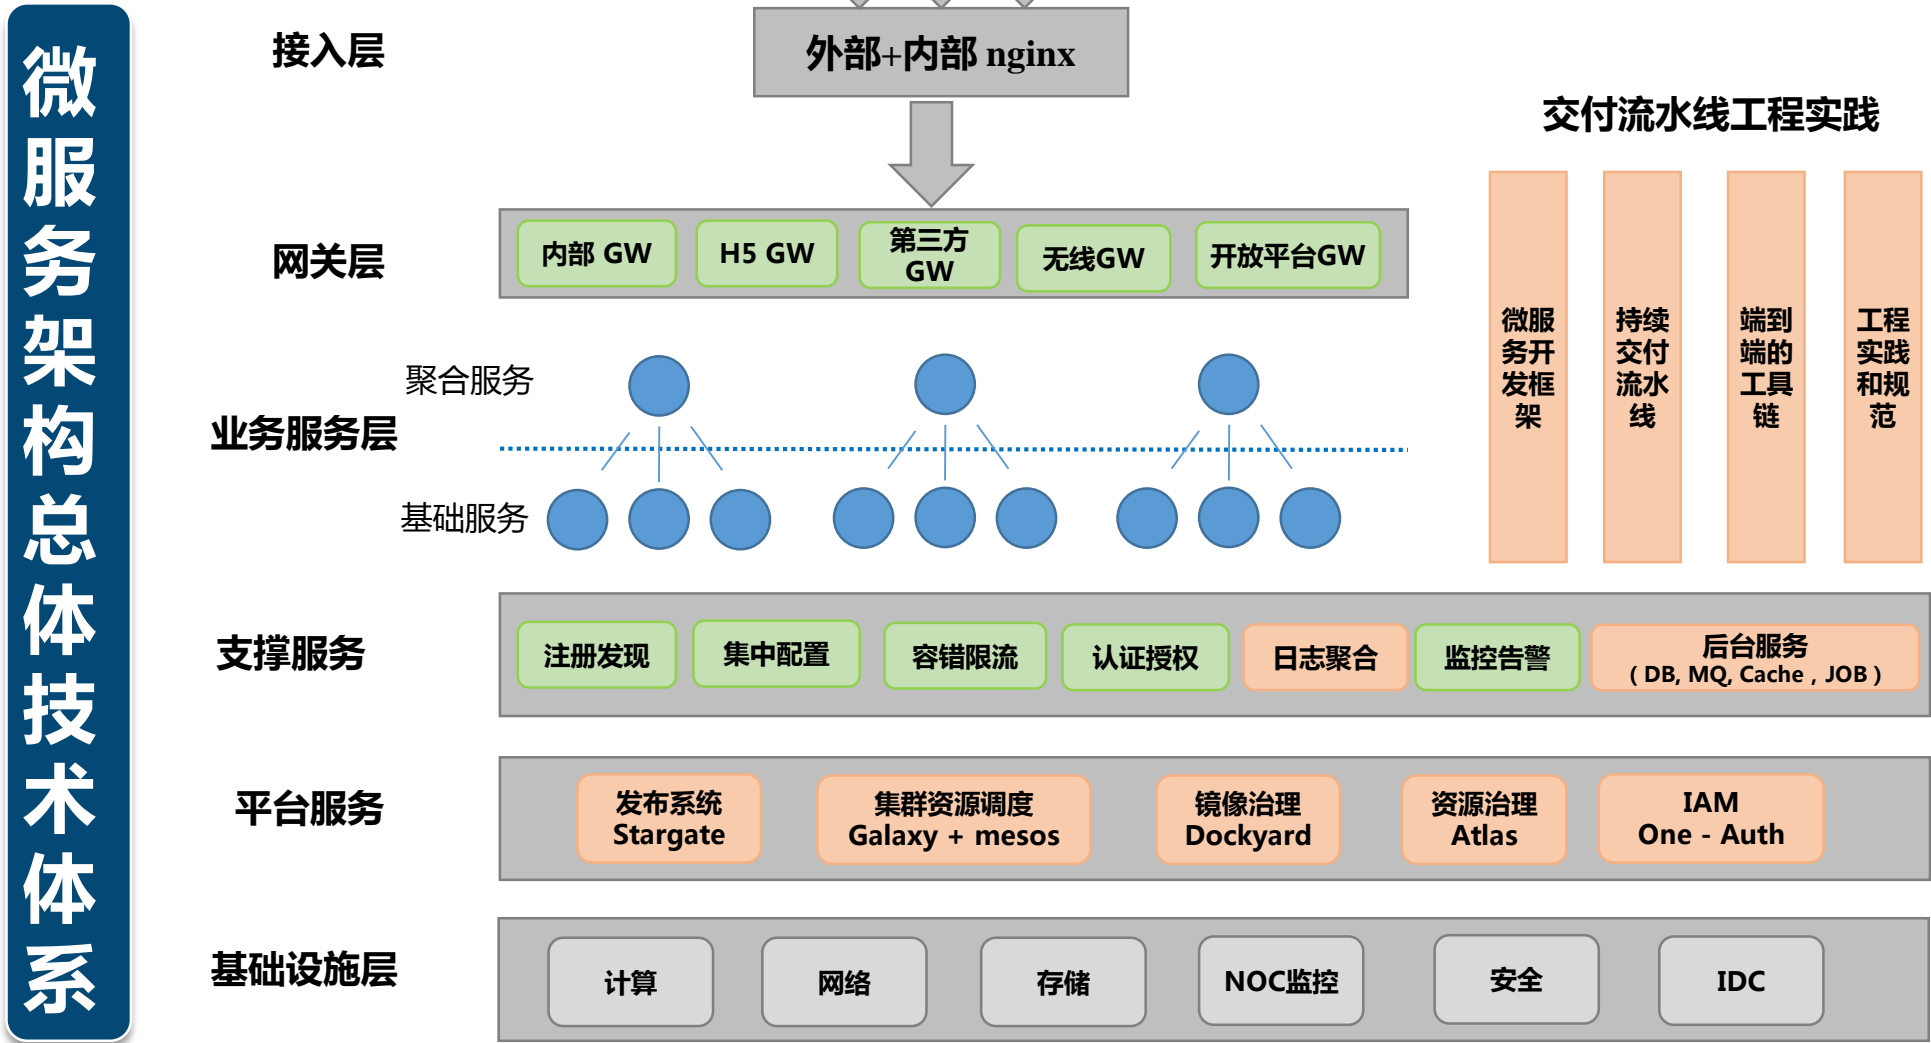 微服务架构总体技术体系
接入层
外部+内部 nginx
交付流水线工程实践
网关层
内部 GW
H5 GW
第三方
GW
无线GW
开放平台GW
微服
务开
发框
架
持续
交付
流水
线
端到
端的
工具
链
工程
实践
和规
范
聚合服务
业务服务层
基础服务
支撑服务
注册发现
集中配置
容错限流
认证授权
日志聚合
监控告警
后台服务
( DB, MQ, Cache , JOB )
平台服务
发布系统
Stargate
集群资源调度
Galaxy + mesos
镜像治理
Dockyard
资源治理
Atlas
IAM
One - Auth
基础设施层
计算
网络
存储
NOC监控
安全
IDC